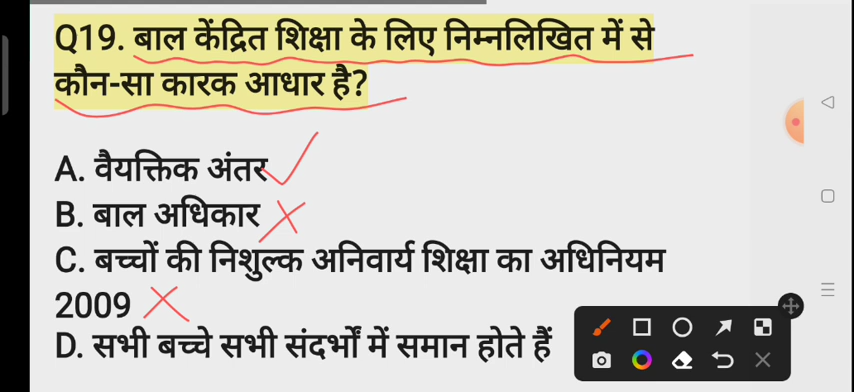 Q19. बाल केंद्रित शिक्षा के लिए निम्नलिखित में से
कौन-सा कारक आधार है?
A. वैयक्तिक अंतर
B. बाल अधिकार
C. बच्चों की निशुल्क अनिवार्य शिक्षा का अधिनियम
2009
D. सभी बच्चे सभी संदर्भों में समान होते हैं